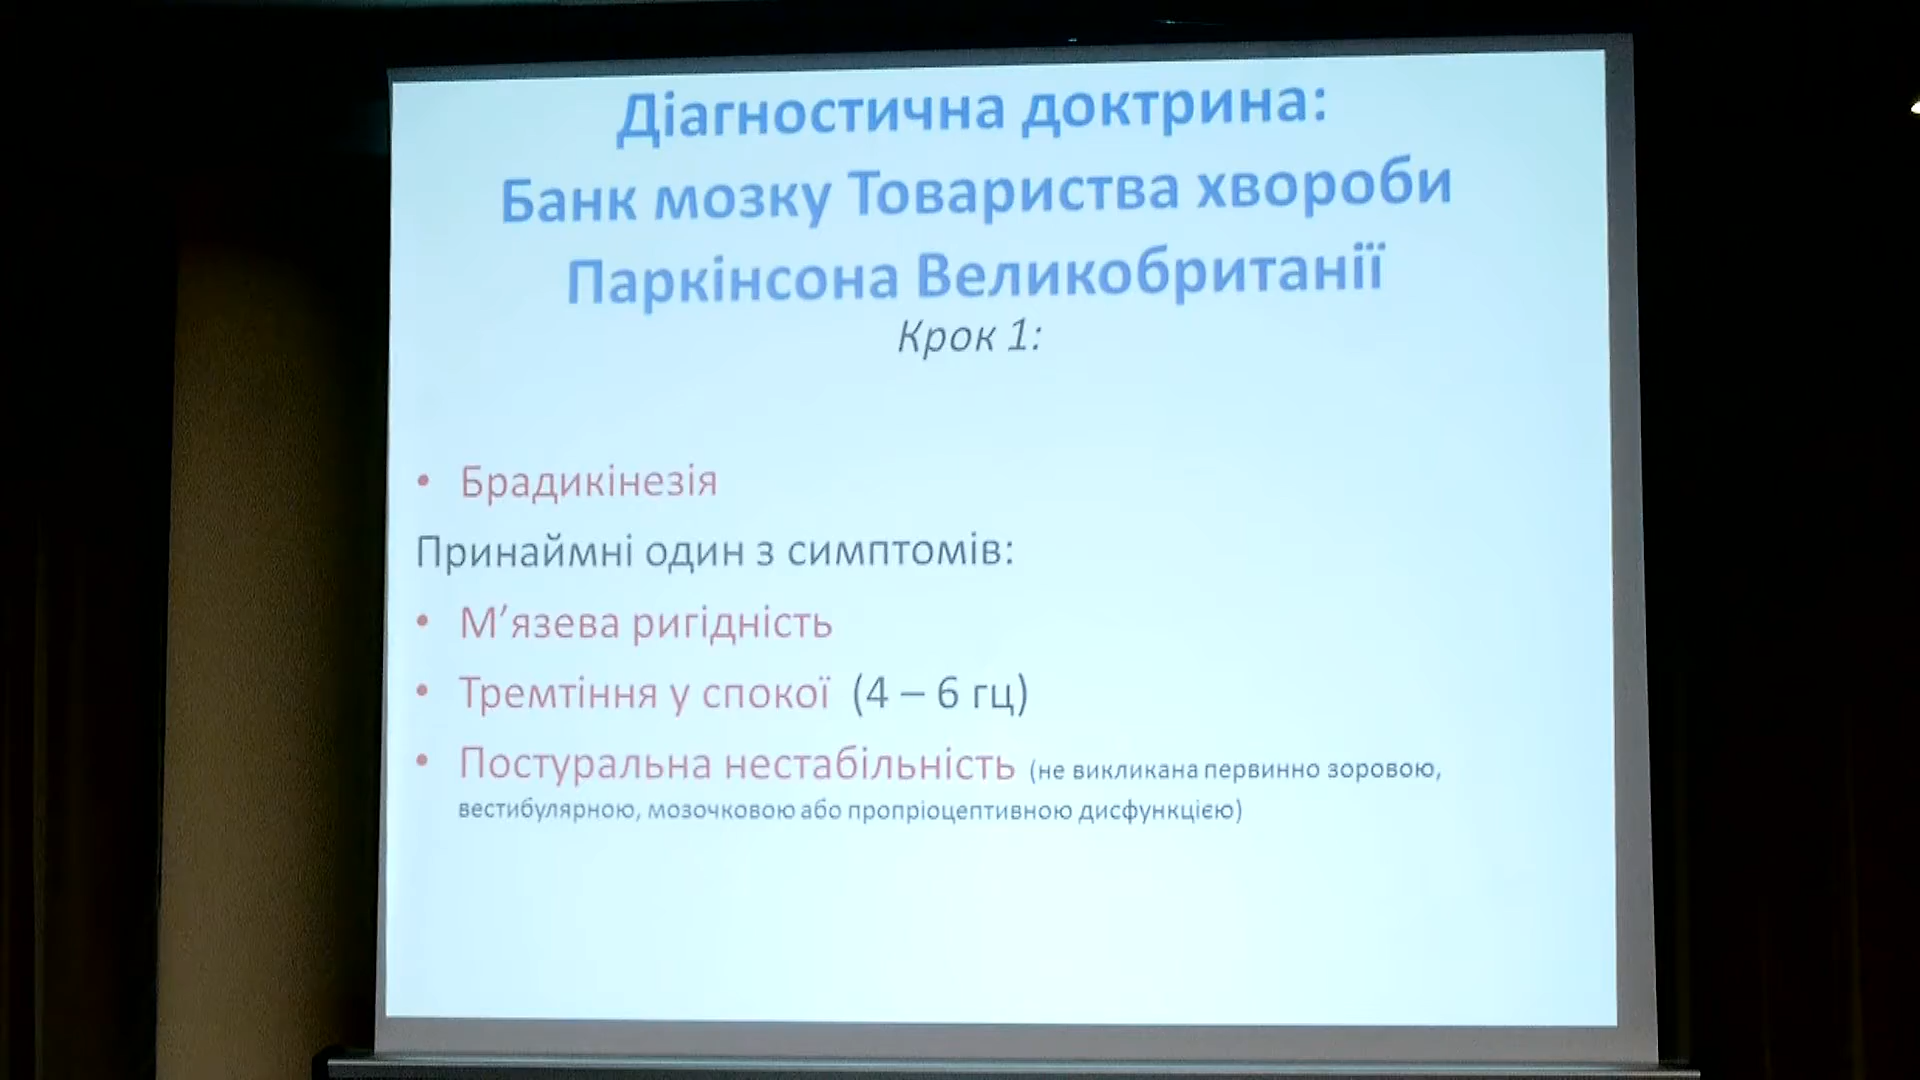 Діагностична доктрина:
Банк мозку Товариства хвороби
Паркінсона Великобританії
Крок 1:
• Брадикінезія
Принаймні один з симптомів:
• М’язева ригідність
• Тремтіння у спокої (4 – 6 гц)
• Постуральна нестабільність (не викликана первинно зоровою,
вестибулярною, мозочковою або пропріоцептивною дисфункцією)